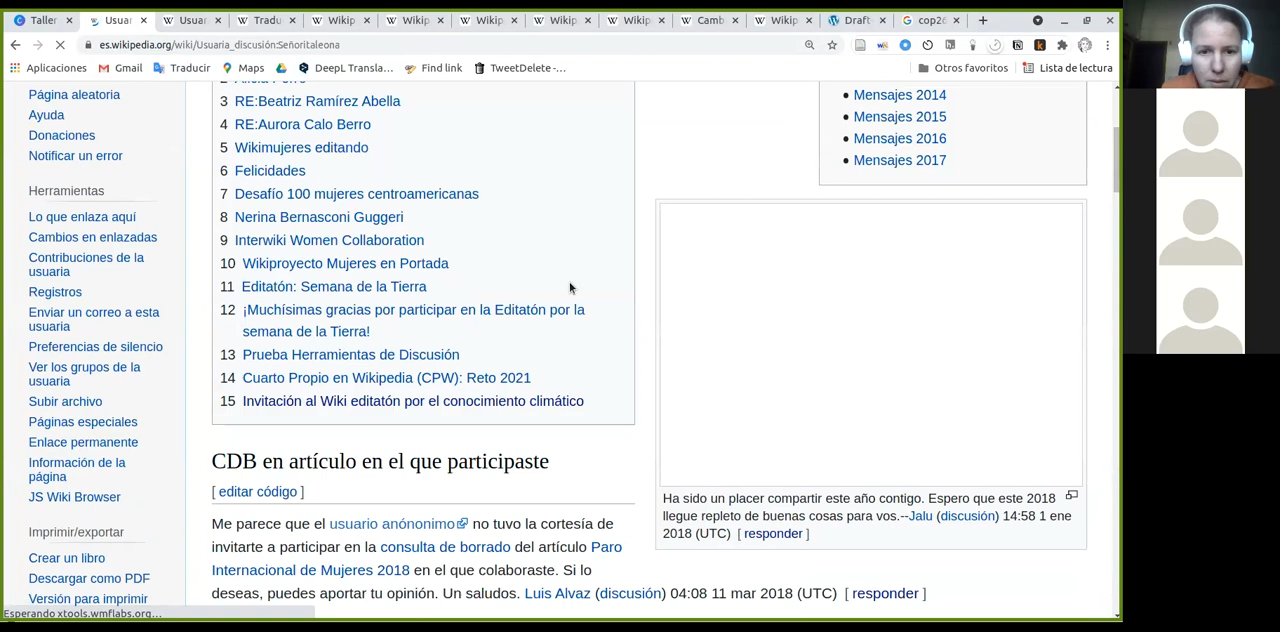 Taller
Usuar
Usuar
Tradu
Wikip
Wikip
Wikip
Wikip
Wikip
Camb
Wikip
Draft
cop26
es.wikipedia.org/wiki/Usuaria_discusión:Señoritaleona
Aplicaciones
Gmail
Traducir
Maps
DeepL Transla...
Find link
TweetDelete -...
Otros favoritos
Lista de lectura
Página aleatoria
Ayuda
Donaciones
Notificar un error
Herramientas
Lo que enlaza aquí
Cambios en enlazadas
Contribuciones de la
usuaria
Registros
Enviar un correo a esta
usuaria
Preferencias de silencio
Ver los grupos de la
usuaria
Subir archivo
Páginas especiales
Enlace permanente
Información de la
página
JS Wiki Browser
Imprimir/exportar
Crear un libro
Descargar como PDF
Versión para imprimir
Esperando xtools.wmflabs.org...
3 RE:Beatriz Ramírez Abella
4 RE:Aurora Calo Berro
5 Wikimujeres editando
6 Felicidades
7 Desafío 100 mujeres centroamericanas
8 Nerina Bernasconi Guggeri
9 Interwiki Women Collaboration
10 Wikiproyecto Mujeres en Portada
11 Editatón: Semana de la Tierra
12 ¡Muchísimas gracias por participar en la Editatón por la
semana de la Tierra!
13 Prueba Herramientas de Discusión
14 Cuarto Propio en Wikipedia (CPW): Reto 2021
15 Invitación al Wiki editatón por el conocimiento climático
Mensajes 2014
Mensajes 2015
Mensajes 2016
Mensajes 2017
Ha sido un placer compartir este año contigo. Espero que este 2018
llegue repleto de buenas cosas para vos.--Jalu (discusión) 14:58 1 ene
2018 (UTC) [ responder ]
CDB en artículo en el que participaste
[ editar código ]
Me parece que el usuario anónonimo no tuvo la cortesía de
invitarte a participar en la consulta de borrado del artículo Paro
Internacional de Mujeres 2018 en el que colaboraste. Si lo
deseas, puedes aportar tu opinión. Un saludos. Luis Alvaz (discusión) 04:08 11 mar 2018 (UTC) [ responder ]